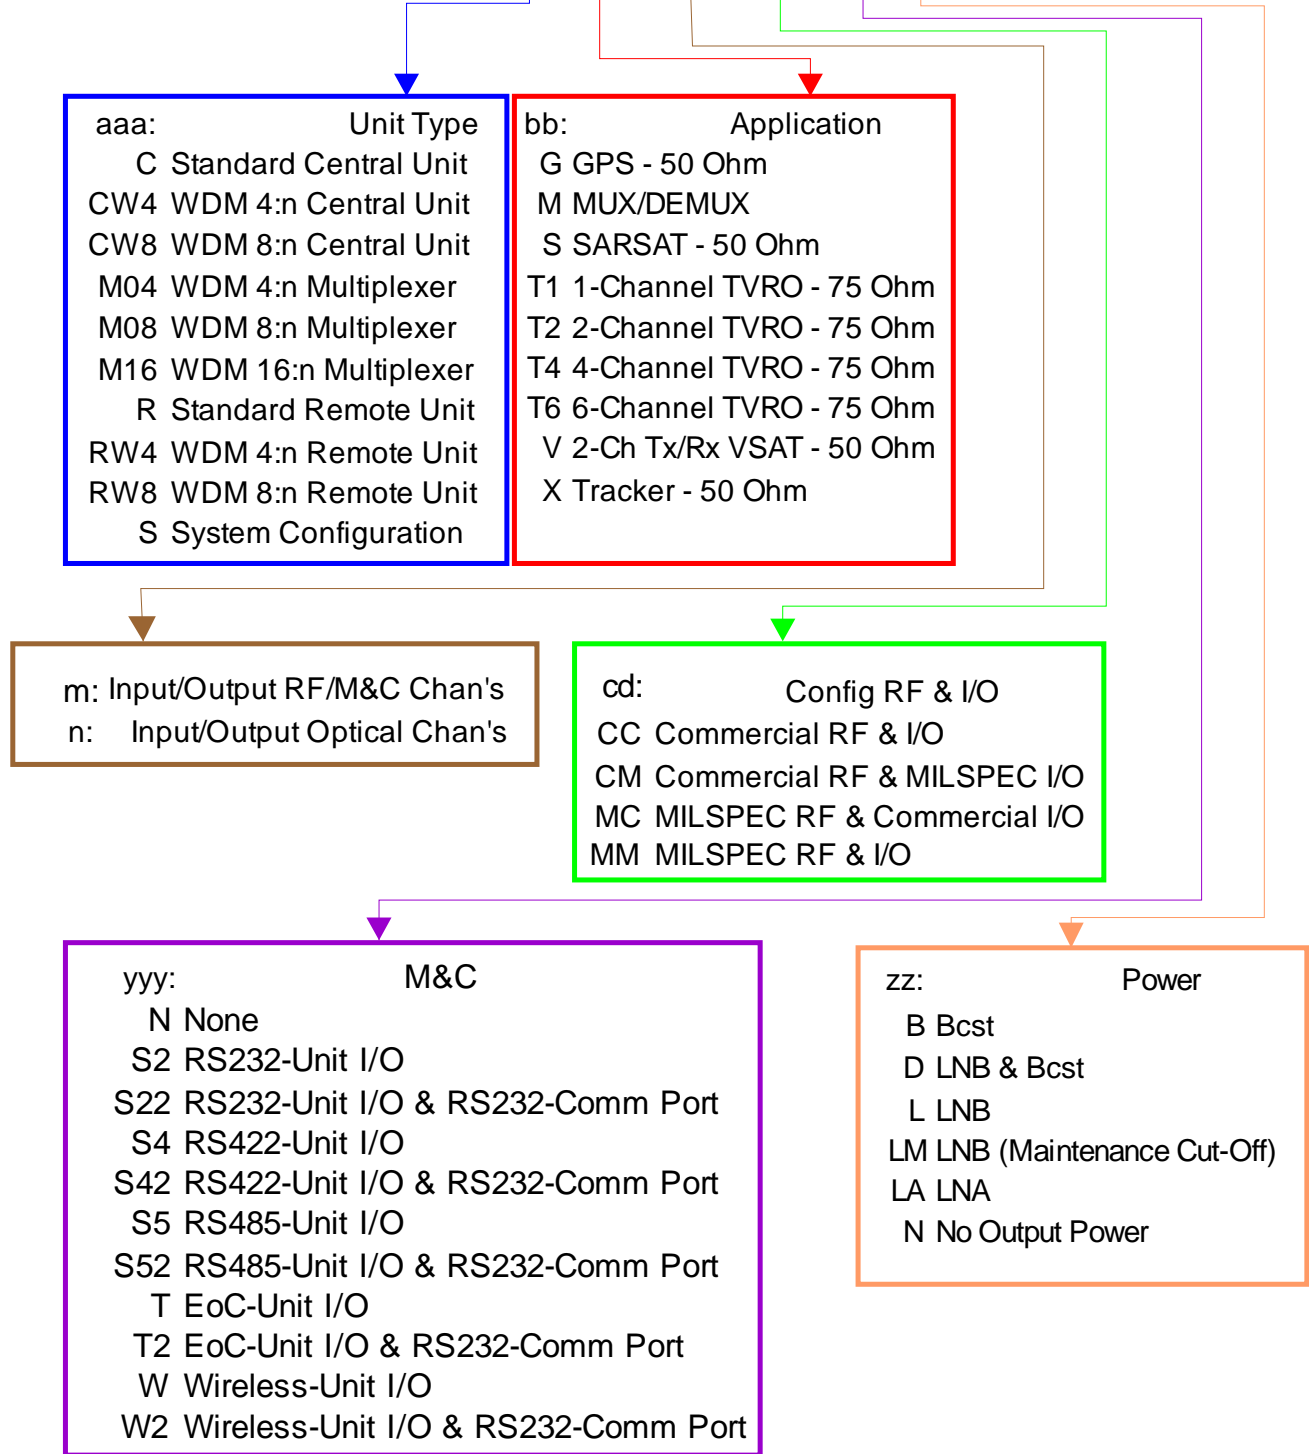 aaa: Unit Type
C Standard Central Unit
CW4 WDM 4:n Central Unit
CW8 WDM 8:n Central Unit
M04 WDM 4:n Multiplexer
M08 WDM 8:n Multiplexer
M16 WDM 16:n Multiplexer
R Standard Remote Unit
RW4 WDM 4:n Remote Unit
RW8 WDM 8:n Remote Unit
S System Configuration
bb: Application
G GPS - 50 Ohm
M MUX/DEMUX
S SARSAT - 50 Ohm
T1 1-Channel TVRO - 75 Ohm
T2 2-Channel TVRO - 75 Ohm
T4 4-Channel TVRO - 75 Ohm
T6 6-Channel TVRO - 75 Ohm
V 2-Ch Tx/Rx VSAT - 50 Ohm
X Tracker - 50 Ohm
m: Input/Output RF/M&C Chan's
n: Input/Output Optical Chan's
cd: Config RF & I/O
CC Commercial RF & I/O
CM Commercial RF & MILSPEC I/O
MC MILSPEC RF & Commercial I/O
MM MILSPEC RF & I/O
yyy: M&C
N None
S2 RS232-Unit I/O
S22 RS232-Unit I/O & RS232-Comm Port
S4 RS422-Unit I/O
S42 RS422-Unit I/O & RS232-Comm Port
S5 RS485-Unit I/O
S52 RS485-Unit I/O & RS232-Comm Port
T EoC-Unit I/O
T2 EoC-Unit I/O & RS232-Comm Port
W Wireless-Unit I/O
W2 Wireless-Unit I/O & RS232-Comm Port
zz: Power
B Bcst
D LNB & Bcst
L LNB
LM LNB (Maintenance Cut-Off)
LA LNA
N No Output Power